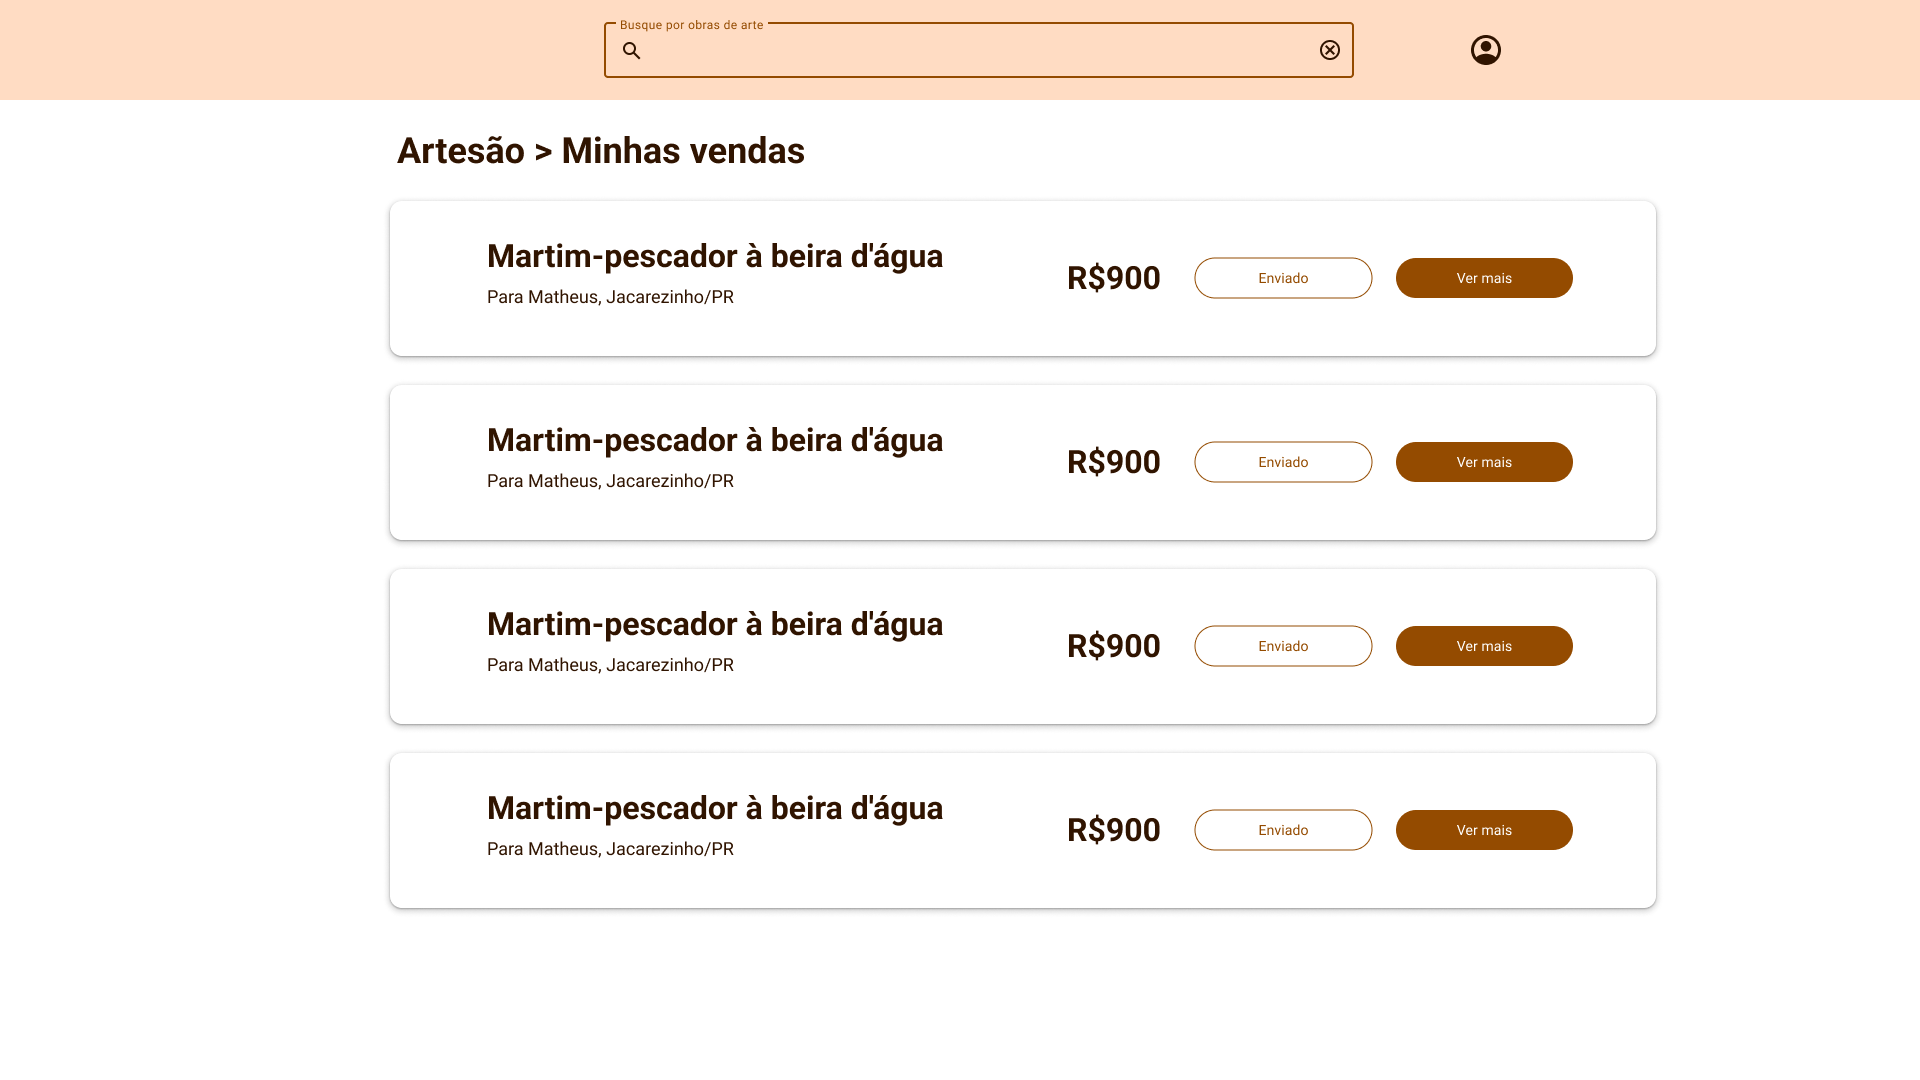 Busque por obras de arte
Artesão > Minhas vendas
Martim-pescador à beira d'água
Para Matheus, Jacarezinho/PR
R$900
Enviado
Ver mais
Martim-pescador à beira d'água
Para Matheus, Jacarezinho/PR
R$900
Enviado
Ver mais
Martim-pescador à beira d'água
Para Matheus, Jacarezinho/PR
R$900
Enviado
Ver mais
Martim-pescador à beira d'água
Para Matheus, Jacarezinho/PR
R$900
Enviado
Ver mais